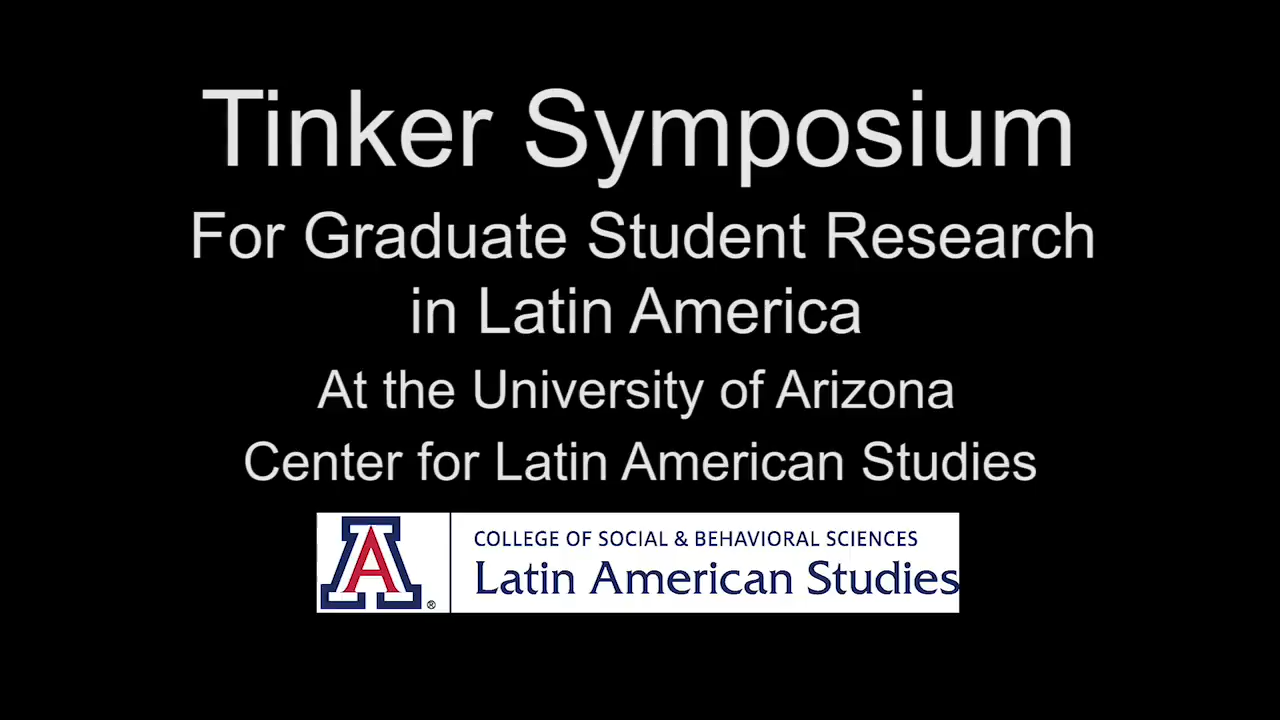 Tinker Symposium
For Graduate Student Research
in Latin America
At the University of Arizona
Center for Latin American Studies
A ®
COLLEGE OF SOCIAL & BEHAVIORAL SCIENCES
Latin American Studies